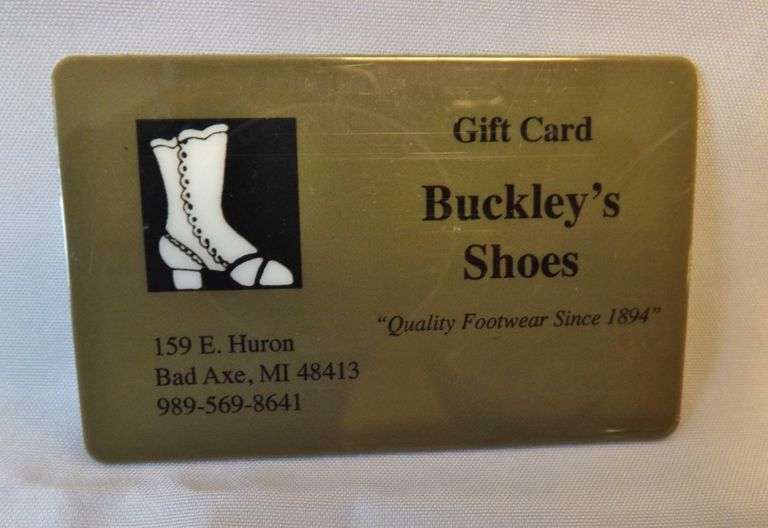 Gift Card
Buckley's
Shoes
"Quality Footwear Since 1894"
159 E. Huron
Bad Axe, MI 48413
989-569-8641